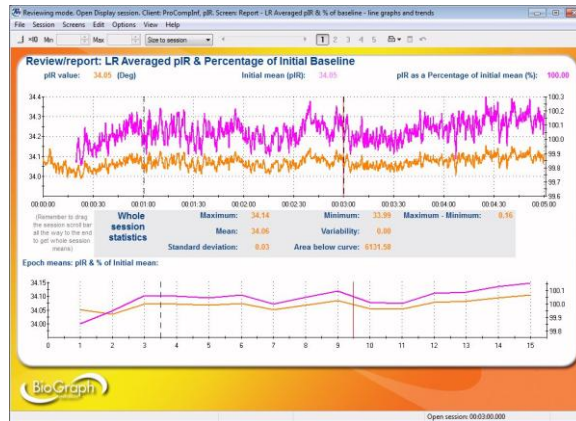 Reviewing mode. Open Display session. Client: ProCompInf, pIR. Screen: Report - LR Averaged pIR & % of baseline - line graphs and trends
File Session Screens Edit Options View Help
×10 Min Max Size to session 1 2 3 4 5
Review/report: LR Averaged pIR & Percentage of Initial Baseline
pIR value: 34.05 (Deg) Initial mean (pIR): 34.05 pIR as a Percentage of initial mean (%): 100.00
34.4 100.3
34.3 100.2
100.1
34.2 100.0
34.1 99.9
99.8
34.0 99.7
99.6
00:00:00 00:00:30 00:01:00 00:01:30 00:02:00 00:02:30 00:03:00 00:03:30 00:04:00 00:04:30 00:05:00
(Remember to drag the session scroll bar all the way to the end to get whole session means)
Whole session statistics
Maximum: 34.14 Minimum: 33.99 Maximum - Minimum: 0.16
Mean: 34.06 Variability: 0.00
Standard deviation: 0.03 Area below curve: 6131.58
Epoch means: pIR & % of Initial mean:
34.15 100.1
34.10 100.0
34.05 99.9
34.00 99.8
0 1 2 3 4 5 6 7 8 9 10 11 12 13 14 15
BioGraph
Open session: 00:03:00.000